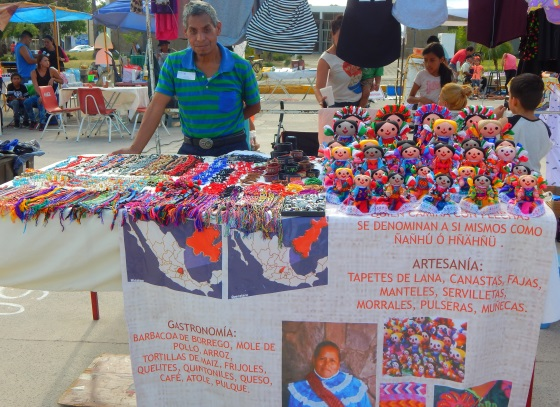 SE DENOMINAN A SI MISMOS COMO
ÑANHÚ Ó HÑÄHÑÜ
ARTESANÍA:
TAPETES DE LANA, CANASTAS, FAJAS,
MANTELES, SERVILLETAS,
MORRALES, PULSERAS, MUÑECAS.
GASTRONOMÍA:
BARBACOA DE BORREGO, MOLE DE
POLLO, ARROZ,
TORTILLAS DE MAIZ, FRIJOLES,
QUELITES, QUINTONILES, QUESO,
CAFÉ, ATOLE, PULQUE.